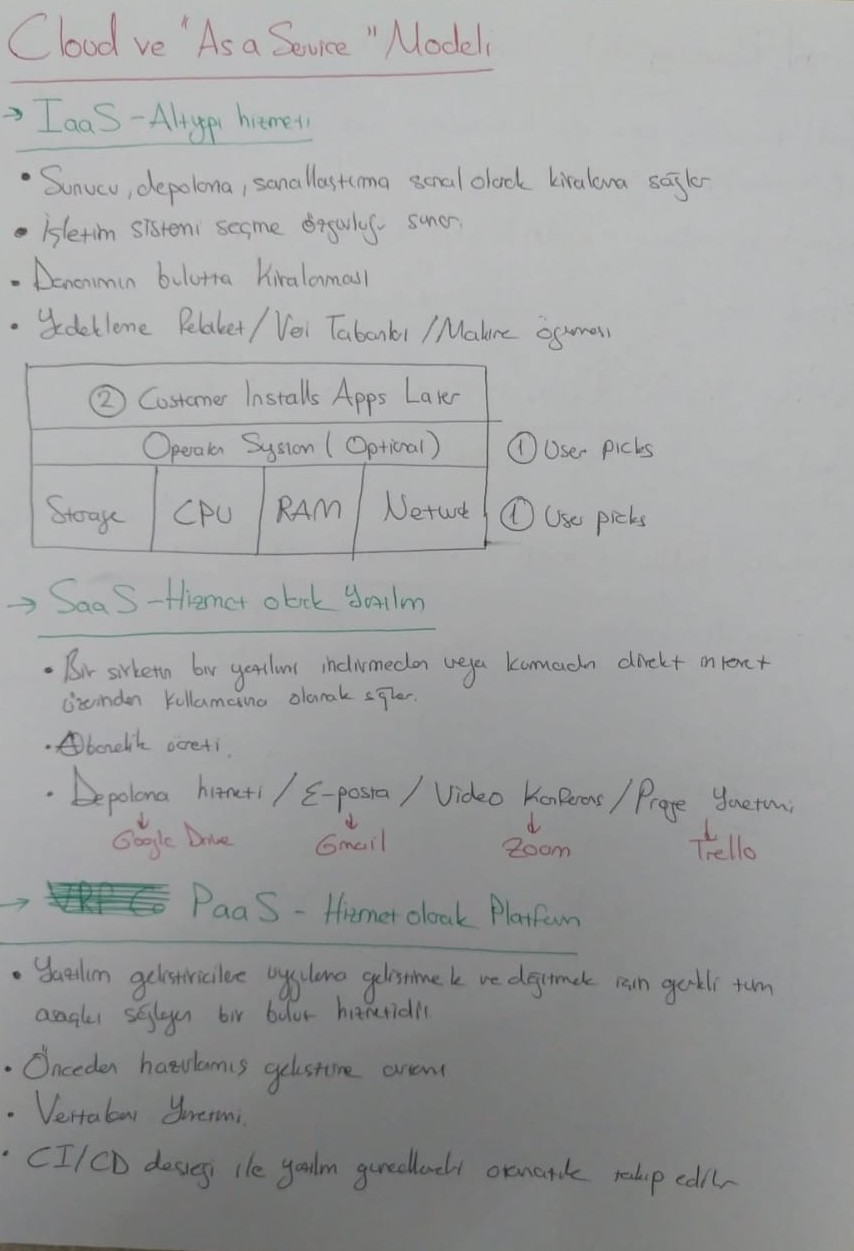 Cloud ve "As a Service" Modeli
→ IaaS - Altyapı hizmeti
• Sunucu, depolama, sanallaştırma sanal olarak kiralama sağlar
• İşletim sistemi seçme özgürlüğü sunar.
• Donanımın bulutta kiralanması
• Yedekleme Felaket / Veri Tabanı / Makine öğrenmesi
② Customer Installs Apps Later
Operator System (Optional) ① User picks
Storage CPU RAM Network ① User picks
→ SaaS - Hizmet olarak Yazılım
• Bir şirketin bir yazılımı indirmeden veya kurmadan direkt internet
üzerinden kullanmasına olanak sağlar.
• Abonelik ücreti.
• Depolama hizmeti / E-posta / Video Konferans / Proje Yönetimi
Google Drive Gmail Zoom Trello
→ PaaS - Hizmet olarak Platform
• Yazılım geliştiricilere uygulama geliştirmek ve dağıtmak için gerekli tüm
araçları sağlayan bir bulut hizmetidir.
• Önceden hazırlanmış geliştirme ortamı
• Veritabanı Yönetimi.
• CI/CD desteği ile yazılım güncellemeleri otomatik takip edilir